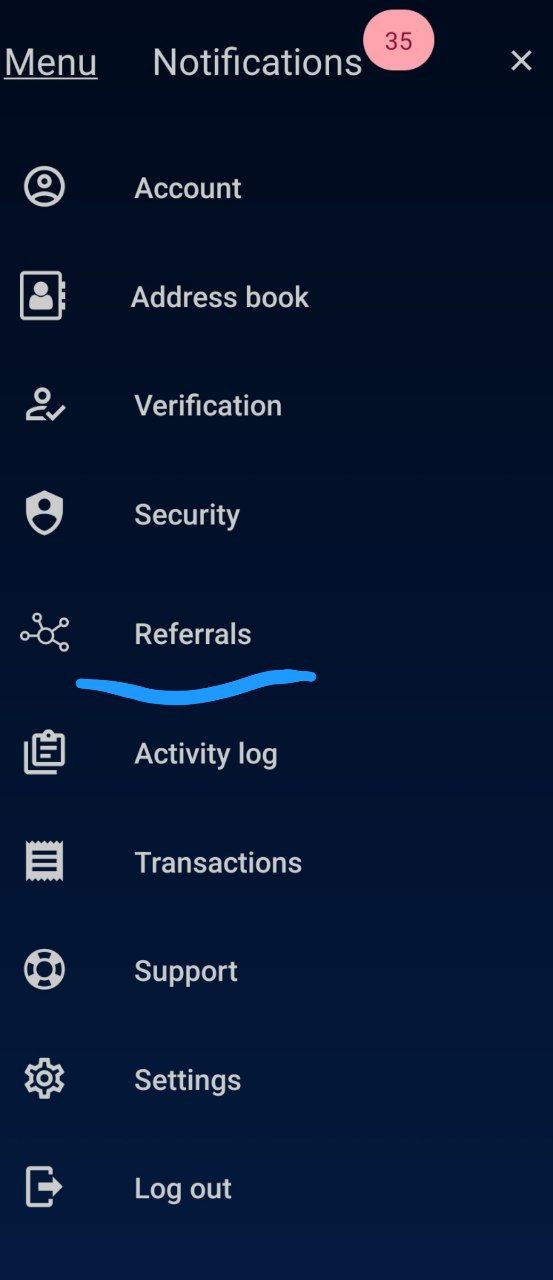 Menu Notifications 35 ×
Account
Address book
Verification
Security
Referrals
Activity log
Transactions
Support
Settings
Log out